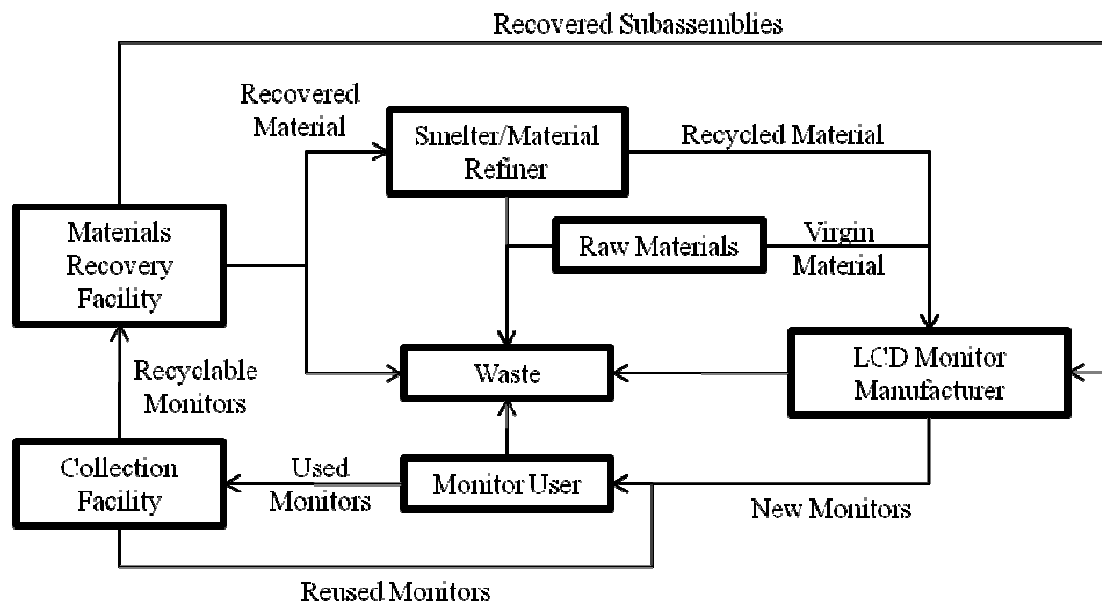 Recovered Subassemblies
Recovered
Material
Smelter/Material
Refiner
Recycled Material
Materials
Recovery
Facility
Raw Materials
Virgin
Material
Waste
LCD Monitor
Manufacturer
Recyclable
Monitors
Collection
Facility
Used
Monitors
Monitor User
New Monitors
Reused Monitors